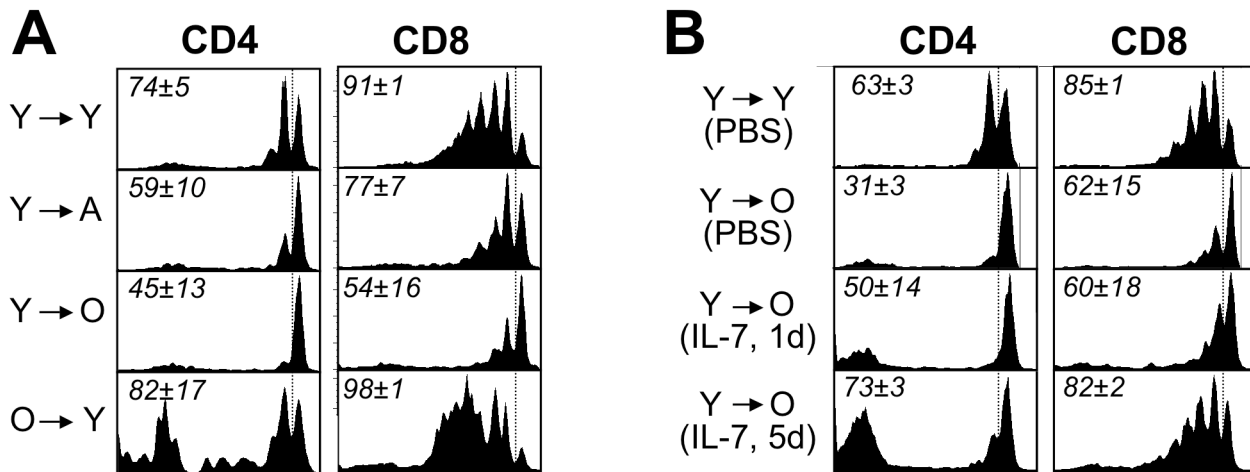 A
CD4 CD8
Y → Y 74±5 91±1
Y → A 59±10 77±7
Y → O 45±13 54±16
O → Y 82±17 98±1
B
CD4 CD8
Y → Y
(PBS)
63±3 85±1
Y → O
(PBS)
31±3 62±15
Y → O
(IL-7, 1d)
50±14 60±18
Y → O
(IL-7, 5d)
73±3 82±2